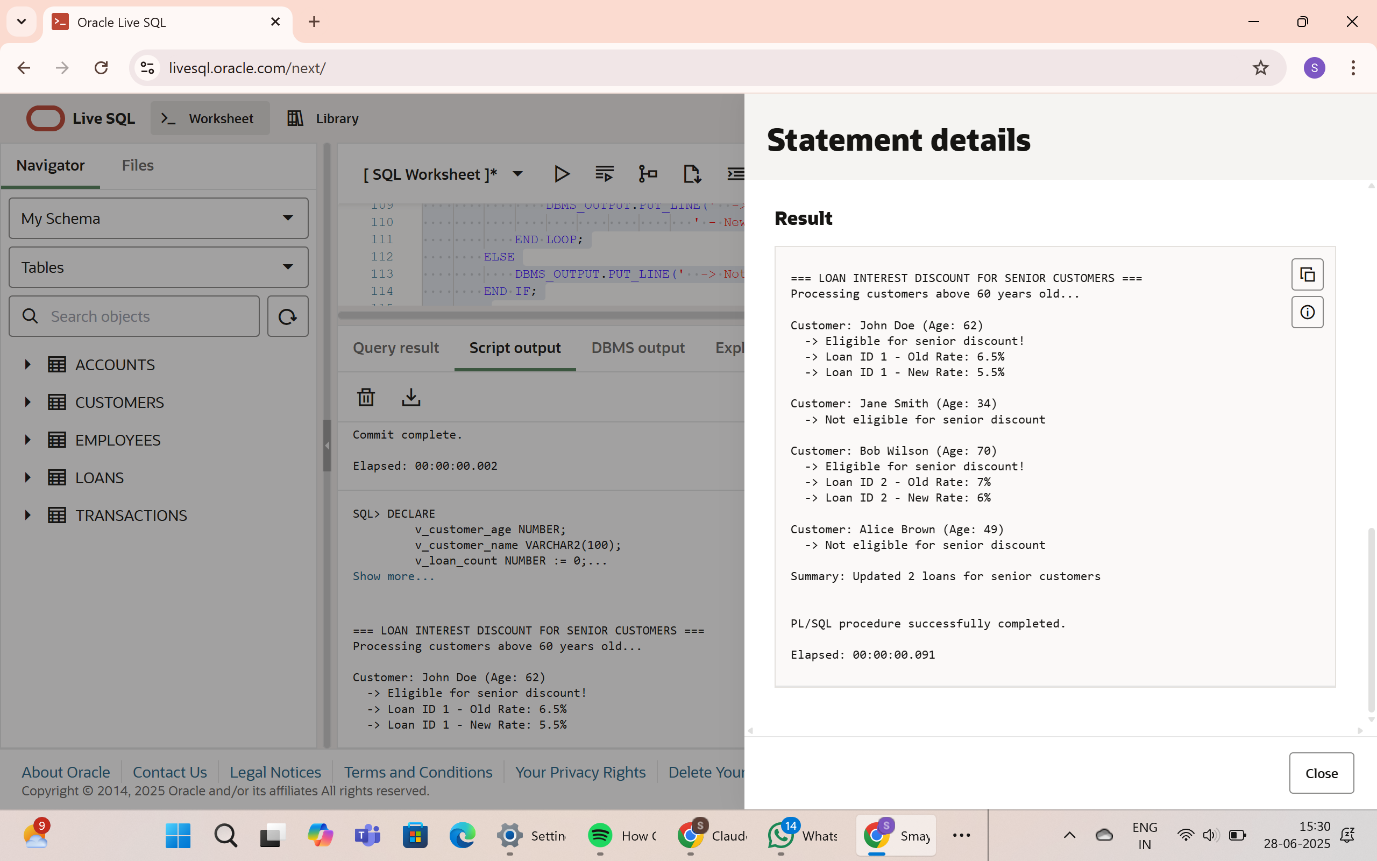 Oracle Live SQL
livesql.oracle.com/next/
S
Live SQL
Worksheet
Library
Navigator
Files
My Schema
Tables
Search objects
ACCOUNTS
CUSTOMERS
EMPLOYEES
LOANS
TRANSACTIONS
[ SQL Worksheet ]*
109 DBMS_OUTPUT.PUT_LINE('
110 ' - Now
111 END LOOP;
112 ELSE
113 DBMS_OUTPUT.PUT_LINE(' -> Not
114 END IF;
Query result
Script output
DBMS output
Expl
Commit complete.
Elapsed: 00:00:00.002
SQL> DECLARE
v_customer_age NUMBER;
v_customer_name VARCHAR2(100);
v_loan_count NUMBER := 0;...
Show more...
=== LOAN INTEREST DISCOUNT FOR SENIOR CUSTOMERS ===
Processing customers above 60 years old...
Customer: John Doe (Age: 62)
-> Eligible for senior discount!
-> Loan ID 1 - Old Rate: 6.5%
-> Loan ID 1 - New Rate: 5.5%
Statement details
Result
=== LOAN INTEREST DISCOUNT FOR SENIOR CUSTOMERS ===
Processing customers above 60 years old...
Customer: John Doe (Age: 62)
-> Eligible for senior discount!
-> Loan ID 1 - Old Rate: 6.5%
-> Loan ID 1 - New Rate: 5.5%
Customer: Jane Smith (Age: 34)
-> Not eligible for senior discount
Customer: Bob Wilson (Age: 70)
-> Eligible for senior discount!
-> Loan ID 2 - Old Rate: 7%
-> Loan ID 2 - New Rate: 6%
Customer: Alice Brown (Age: 49)
-> Not eligible for senior discount
Summary: Updated 2 loans for senior customers
PL/SQL procedure successfully completed.
Elapsed: 00:00:00.091
Close
About Oracle
Contact Us
Legal Notices
Terms and Conditions
Your Privacy Rights
Delete Your
Copyright © 2014, 2025 Oracle and/or its affiliates All rights reserved.
9
Settin
How C
S
Claud
14
Whats
S
Smay
ENG
IN
15:30
28-06-2025